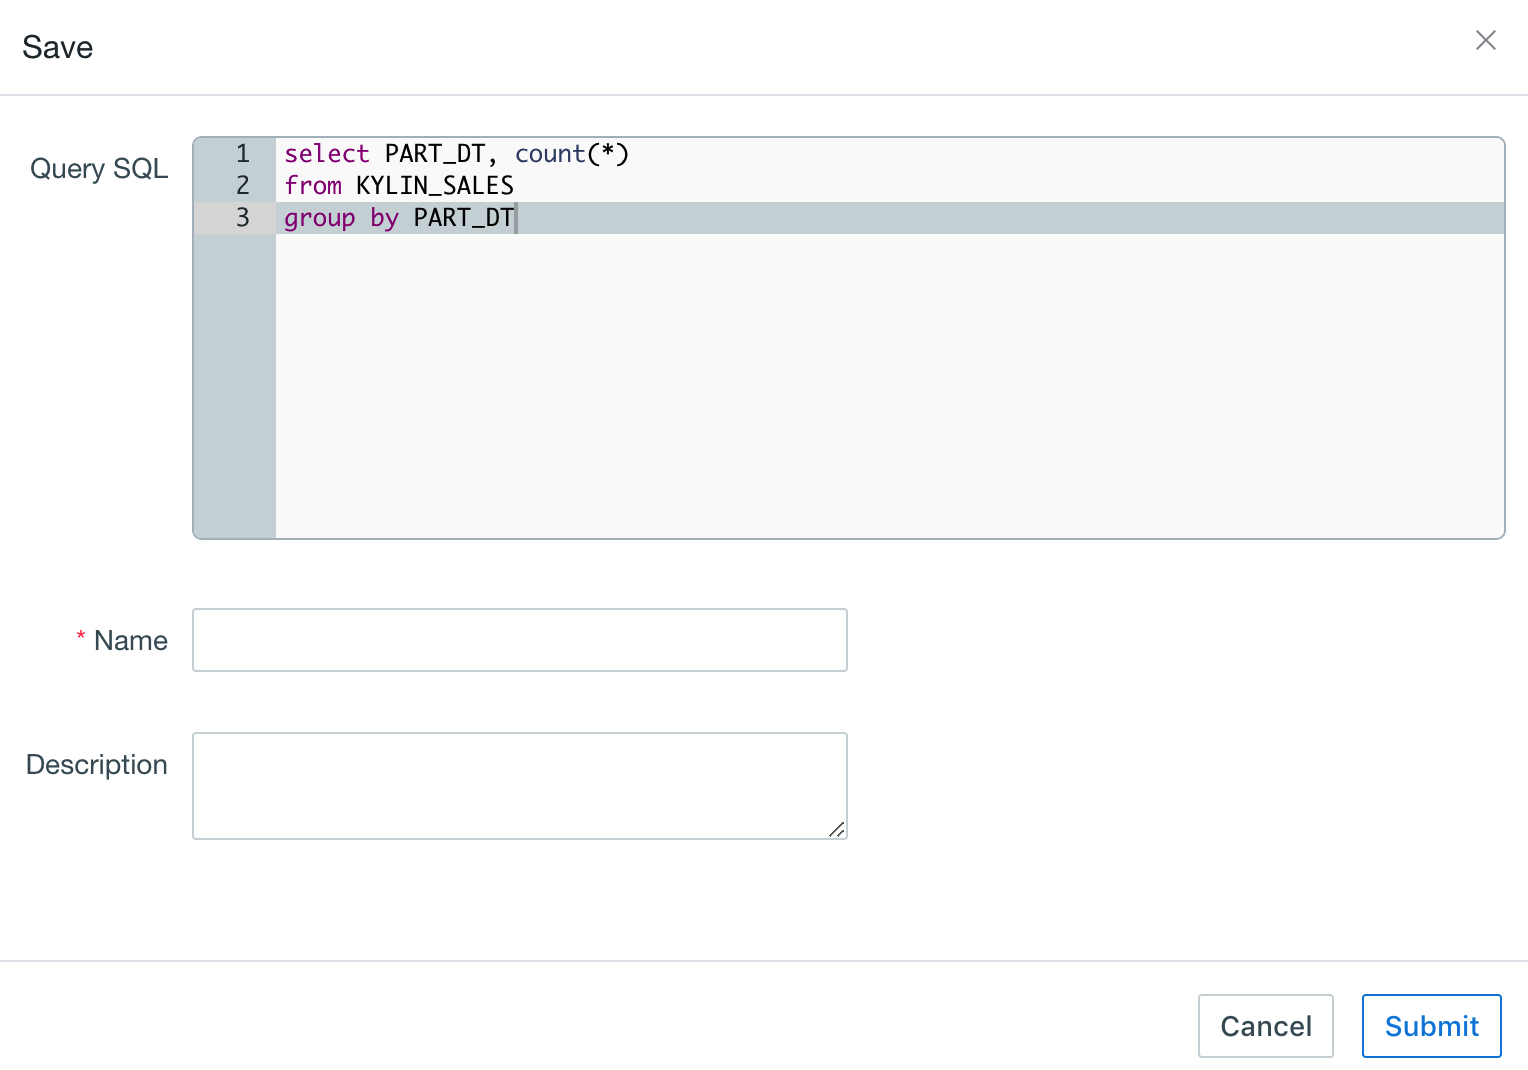 Save
Query SQL
1 select PART_DT, count(*)
2 from KYLIN_SALES
3 group by PART_DT
* Name
Description
Cancel Submit